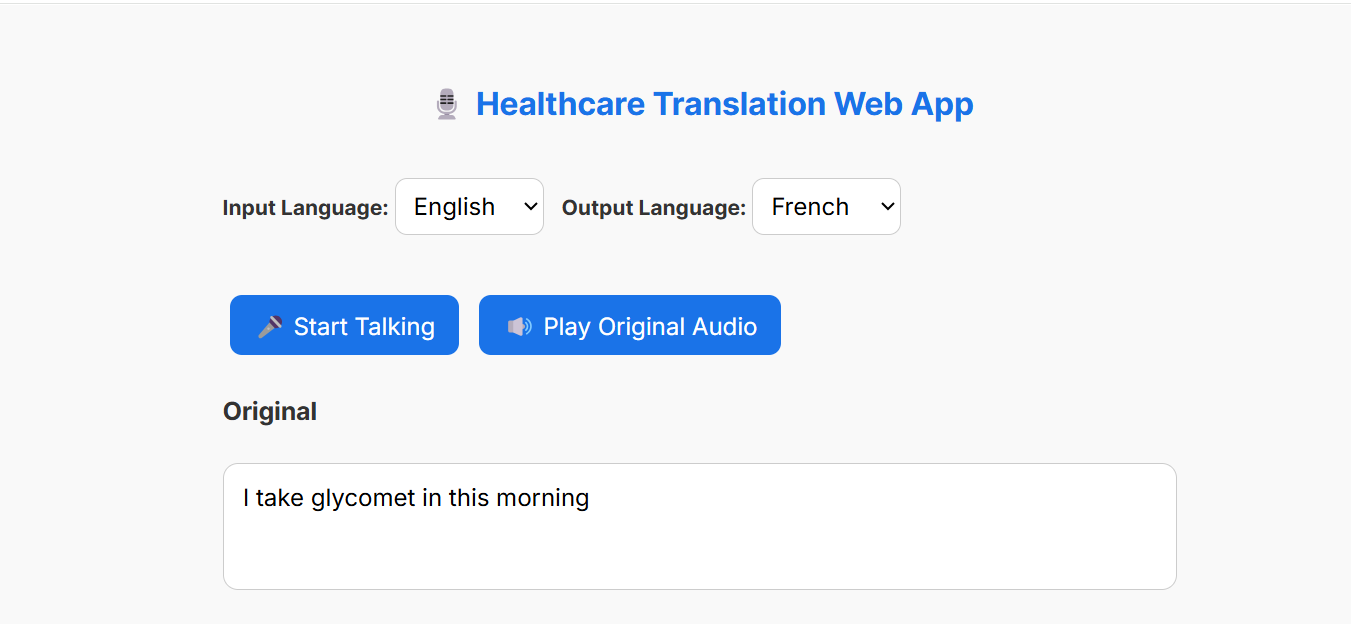 Healthcare Translation Web App
Input Language: English Output Language: French
Start Talking Play Original Audio
Original
I take glycomet in this morning